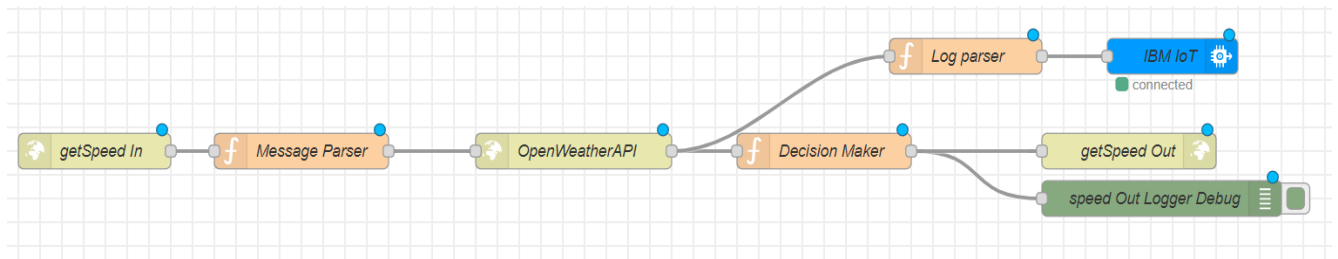 Log parser
IBM IoT
connected
getSpeed In
Message Parser
OpenWeatherAPI
Decision Maker
getSpeed Out
speed Out Logger Debug